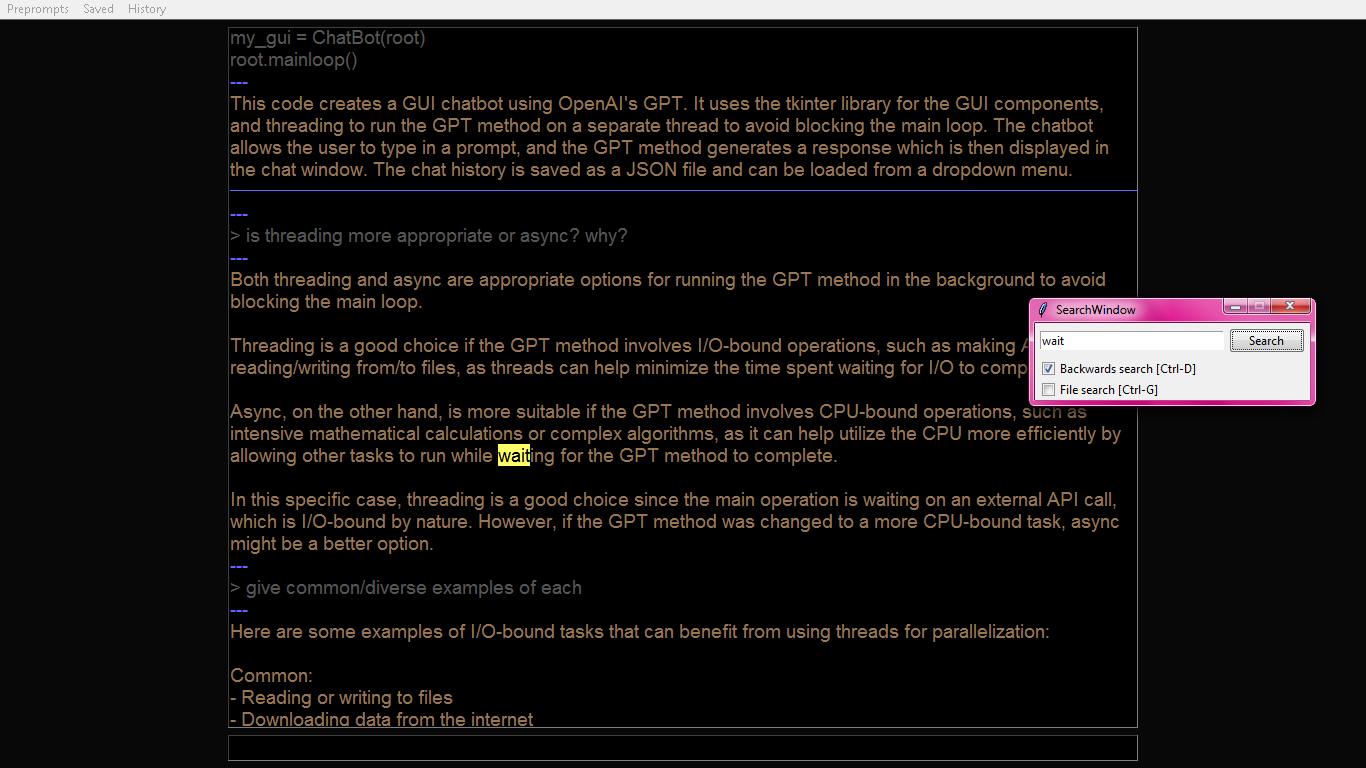 Preprompts Saved History
my_gui = ChatBot(root)
root.mainloop()
---
This code creates a GUI chatbot using OpenAI's GPT. It uses the tkinter library for the GUI components,
and threading to run the GPT method on a separate thread to avoid blocking the main loop. The chatbot
allows the user to type in a prompt, and the GPT method generates a response which is then displayed in
the chat window. The chat history is saved as a JSON file and can be loaded from a dropdown menu.
---
> is threading more appropriate or async? why?
---
Both threading and async are appropriate options for running the GPT method in the background to avoid
blocking the main loop.
Threading is a good choice if the GPT method involves I/O-bound operations, such as making
reading/writing from/to files, as threads can help minimize the time spent waiting for I/O to comp
Async, on the other hand, is more suitable if the GPT method involves CPU-bound operations, such as
intensive mathematical calculations or complex algorithms, as it can help utilize the CPU more efficiently by
allowing other tasks to run while waiting for the GPT method to complete.
In this specific case, threading is a good choice since the main operation is waiting on an external API call,
which is I/O-bound by nature. However, if the GPT method was changed to a more CPU-bound task, async
might be a better option.
---
> give common/diverse examples of each
---
Here are some examples of I/O-bound tasks that can benefit from using threads for parallelization:
Common:
- Reading or writing to files
- Downloading data from the internet
SearchWindow
wait Search
Backwards search [Ctrl-D]
File search [Ctrl-G]